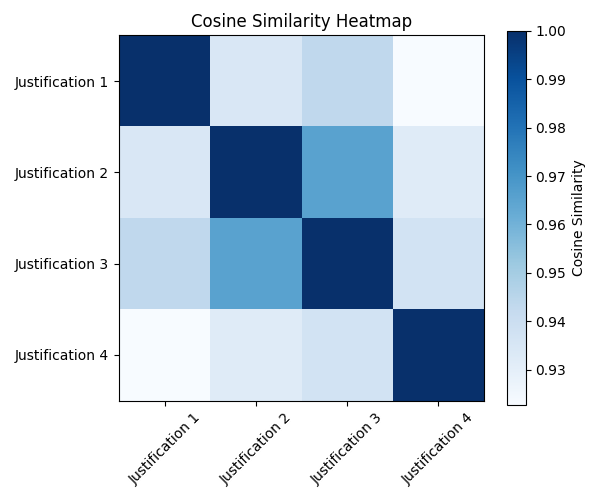 Cosine Similarity Heatmap
Justification 1
Justification 2
Justification 3
Justification 4
Justification 1
Justification 2
Justification 3
Justification 4
1.00
0.99
0.98
0.97
0.96
0.95
0.94
0.93
Cosine Similarity